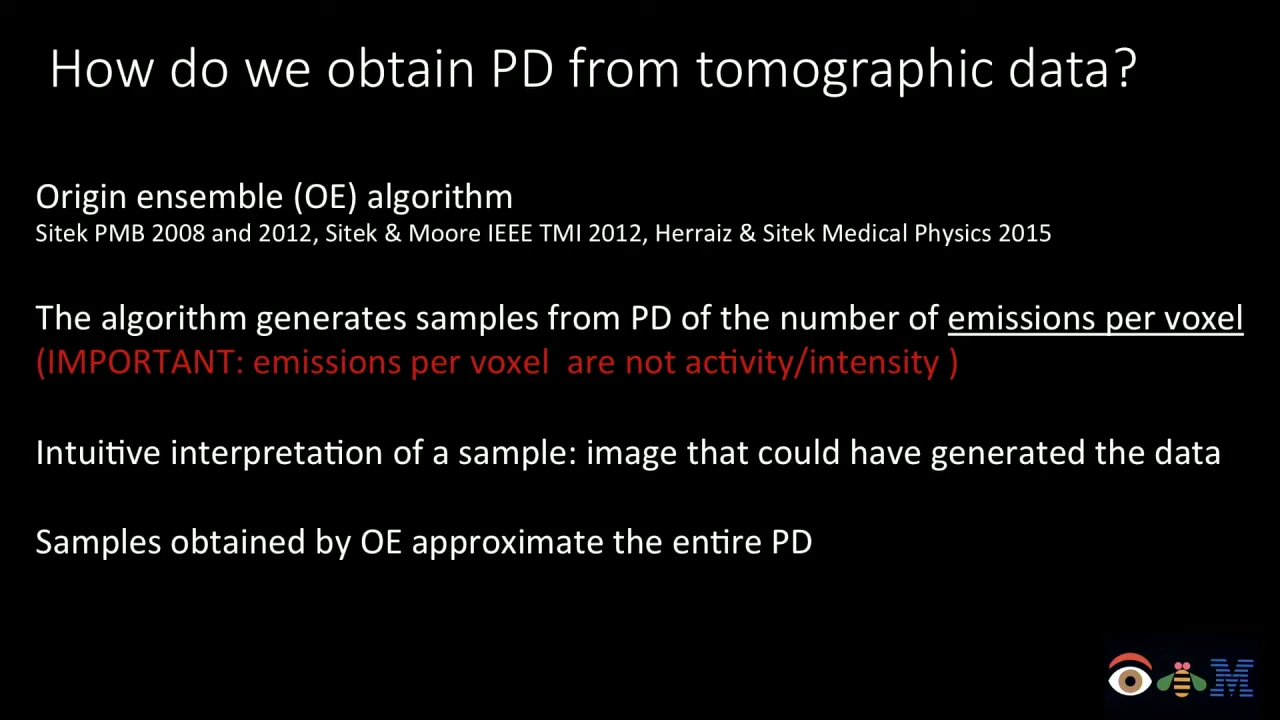 How do we obtain PD from tomographic data?
Origin ensemble (OE) algorithm
Sitek PMB 2008 and 2012, Sitek & Moore IEEE TMI 2012, Herraiz & Sitek Medical Physics 2015
The algorithm generates samples from PD of the number of emissions per voxel
(IMPORTANT: emissions per voxel  are not activity/intensity )
Intuitive interpretation of a sample: image that could have generated the data
Samples obtained by OE approximate the entire PD
M